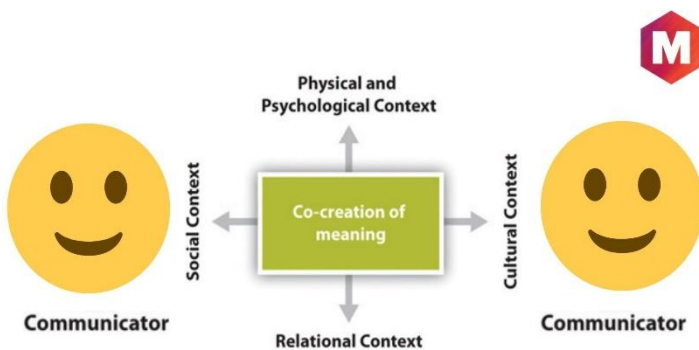 M
Physical and
Psychological Context
Social Context
Co-creation of
meaning
Cultural Context
Communicator
Communicator
Relational Context